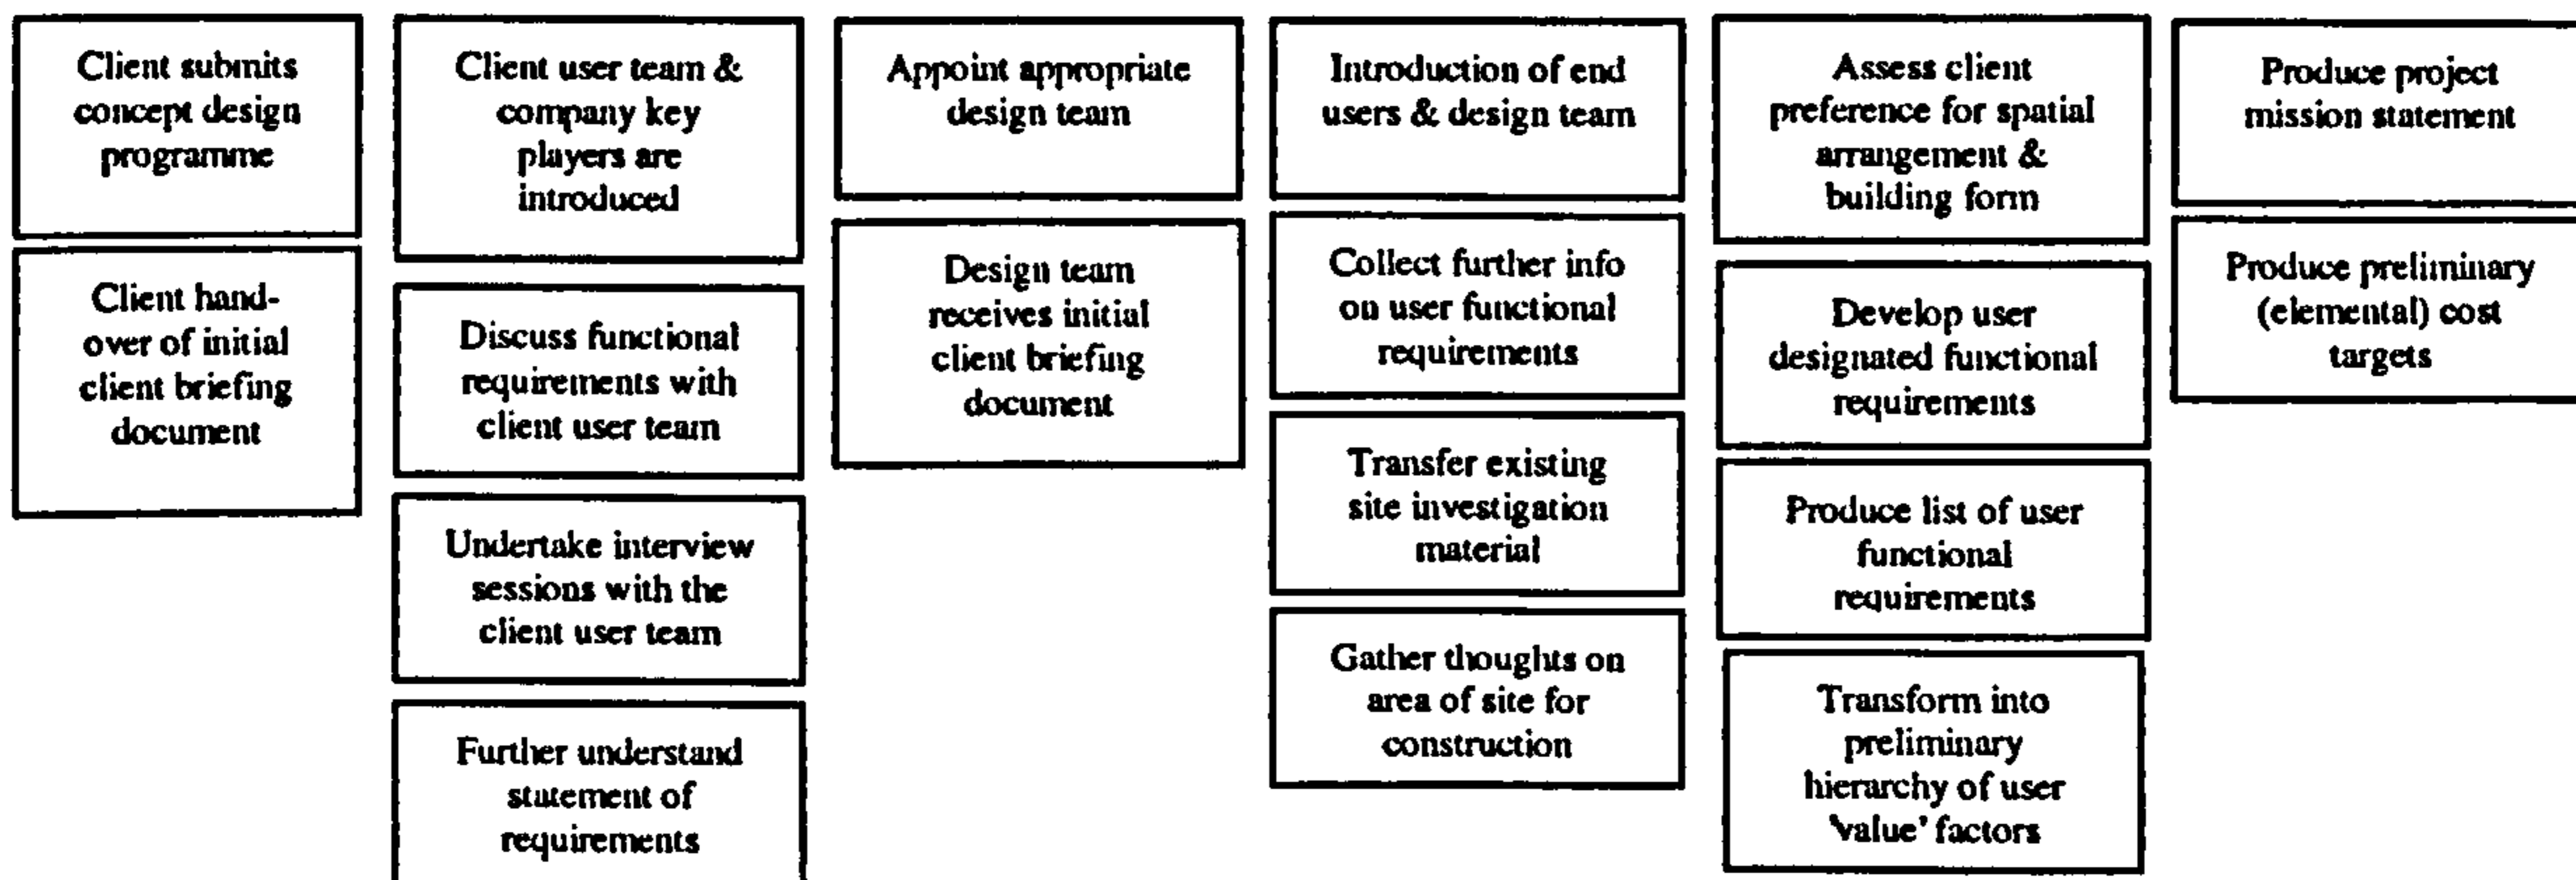 Client submits
concept design
programme
Client hand-
over of initial
client briefing
document
Client user team &
company key
players are
introduced
Discuss functional
requirements with
client user team
Undertake interview
sessions with the
client user team
Further understand
statement of
requirements
Appoint appropriate
design team
Design team
receives initial
client briefing
document
Introduction of end
users & design team
Collect further info
on user functional
requirements
Transfer existing
site investigation
material
Gather thoughts on
area of site for
construction
Assess client
preference for spatial
arrangement &
building form
Develop user
designated functional
requirements
Produce list of user
functional
requirements
Transform into
preliminary
hierarchy of user
'value' factors
Produce project
mission statement
Produce preliminary
(elemental) cost
targets